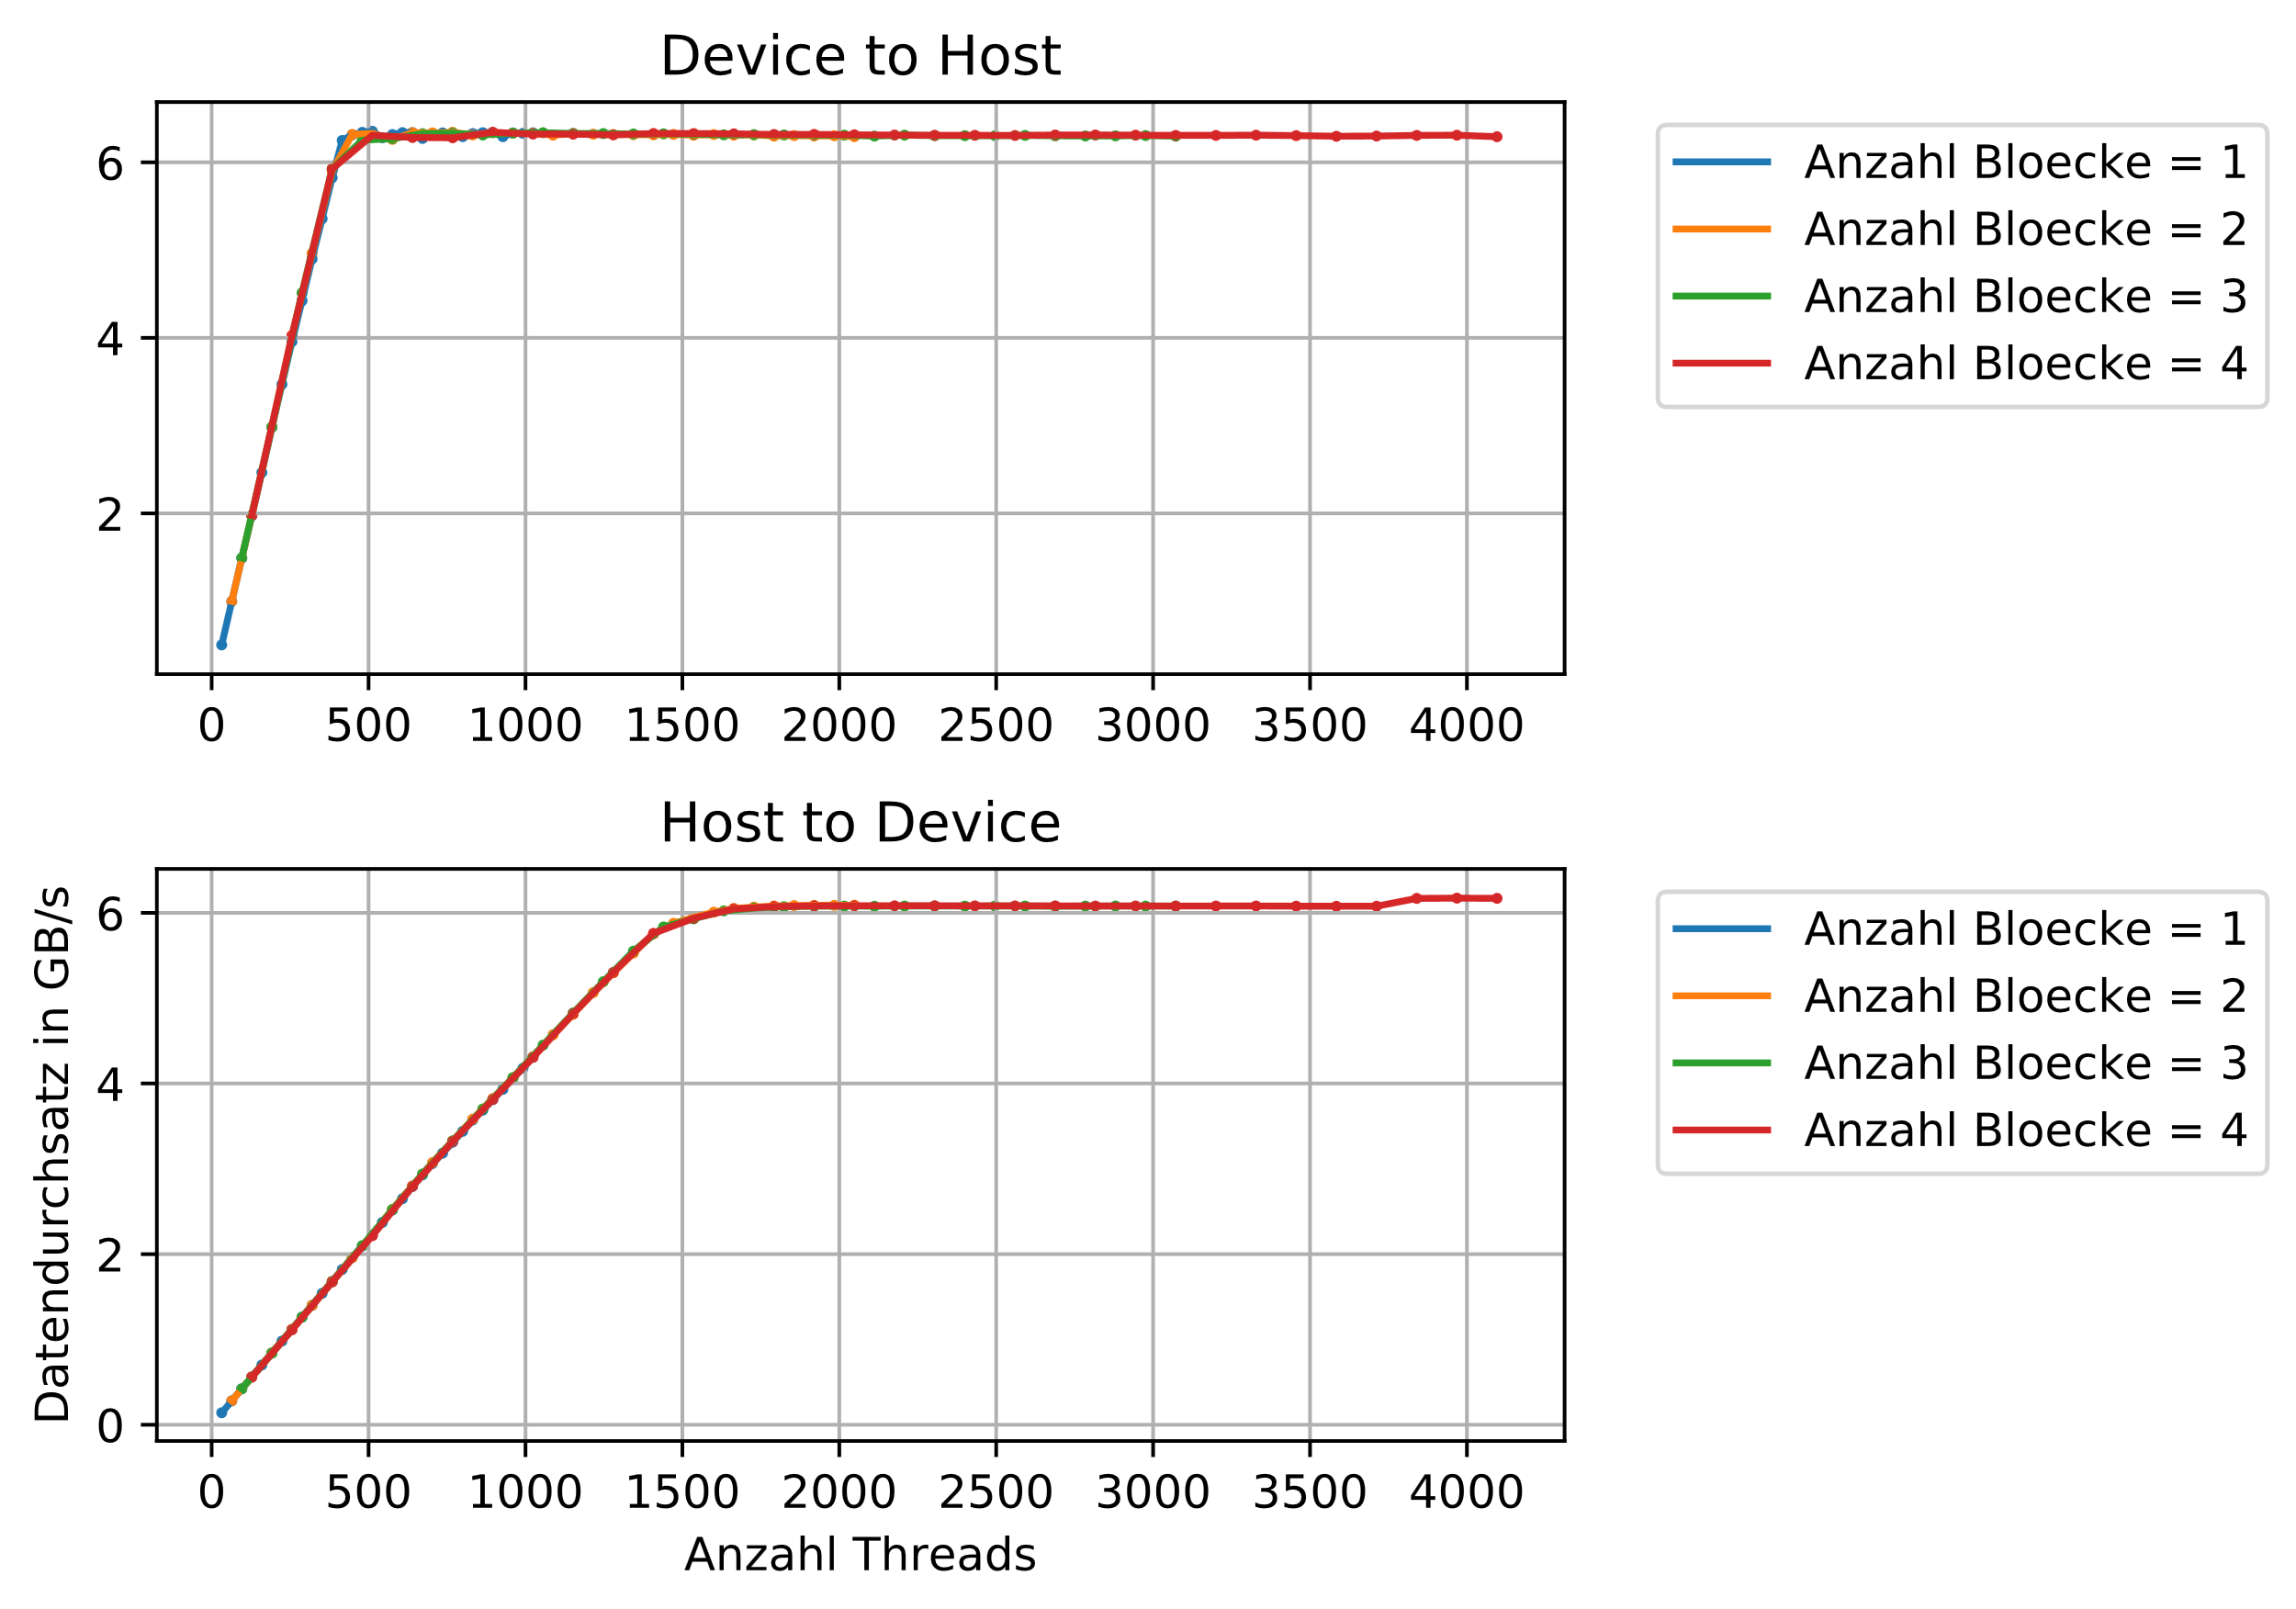 Device to Host
6
4
2
0 500 1000 1500 2000 2500 3000 3500 4000
Anzahl Bloecke = 1
Anzahl Bloecke = 2
Anzahl Bloecke = 3
Anzahl Bloecke = 4
Host to Device
Datendurchsatz in GB/s
6
4
2
0
0 500 1000 1500 2000 2500 3000 3500 4000
Anzahl Threads
Anzahl Bloecke = 1
Anzahl Bloecke = 2
Anzahl Bloecke = 3
Anzahl Bloecke = 4